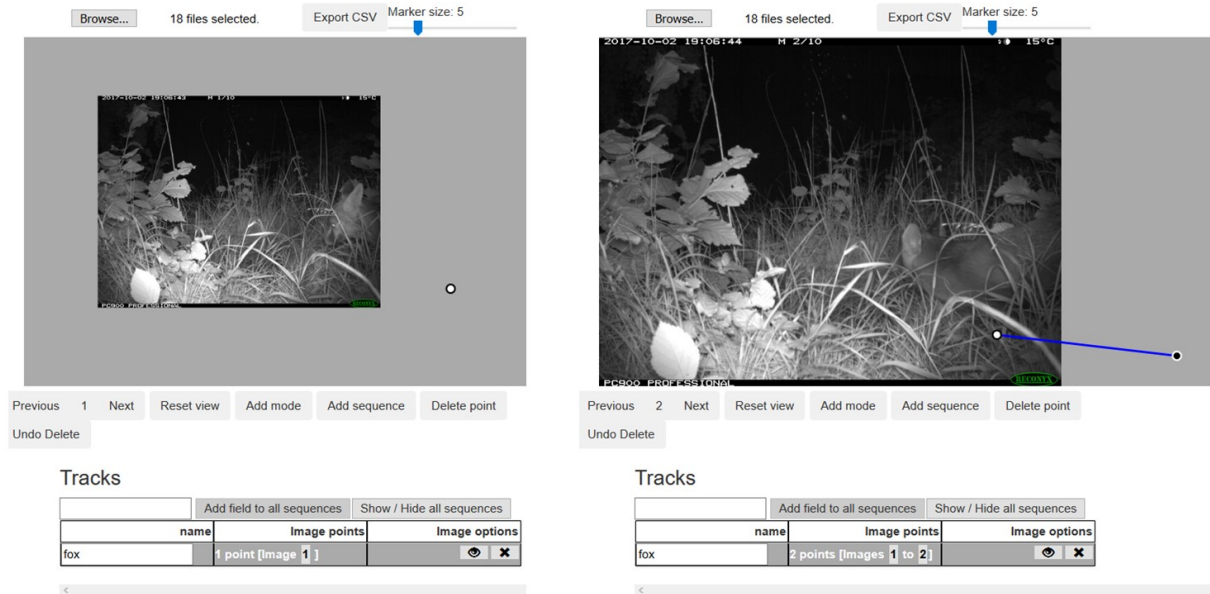 Browse...
18 files selected.
Export CSV
Marker size: 5
2017-10-02 19:06:43 M 1/10 15°C
PC900 PROFESSIONAL
RECONYX
Previous 1 Next Reset view Add mode Add sequence Delete point
Undo Delete
Tracks
Add field to all sequences Show / Hide all sequences
name Image points Image options
fox 1 point [Image 1 ]
Browse...
18 files selected.
Export CSV
Marker size: 5
2017-10-02 19:06:44 M 2/10 15°C
PC900 PROFESSIONAL
RECONYX
Previous 2 Next Reset view Add mode Add sequence Delete point
Undo Delete
Tracks
Add field to all sequences Show / Hide all sequences
name Image points Image options
fox 2 points [Images 1 to 2]